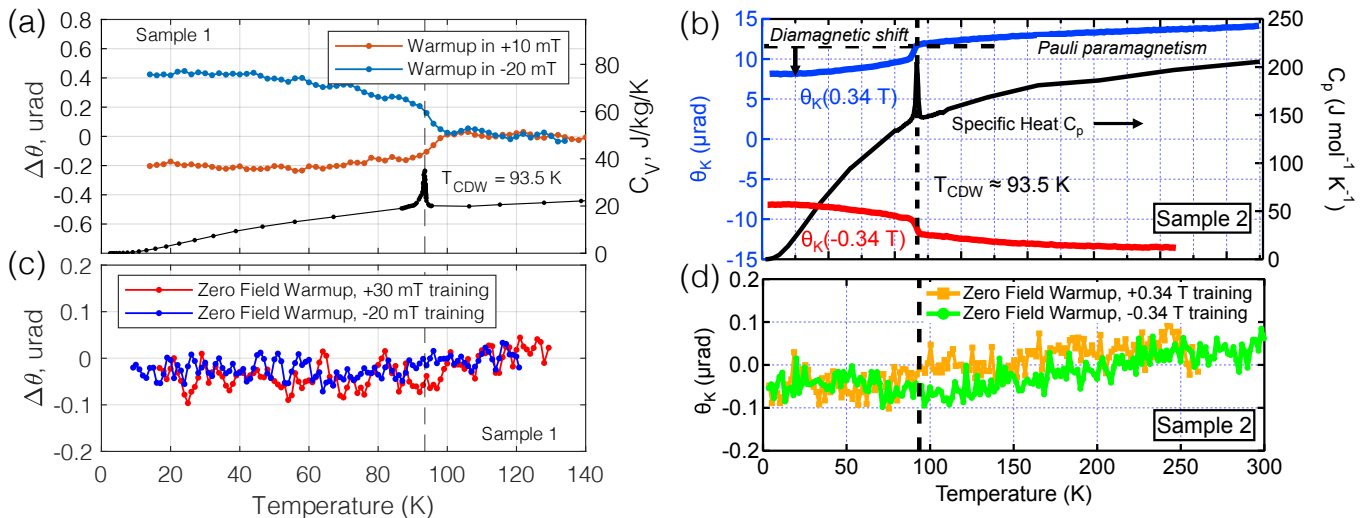 (a)
Sample 1
Warmup in +10 mT
Warmup in -20 mT
T_CDW = 93.5 K
Δθ, urad
0.8
0.6
0.4
0.2
0
-0.2
-0.4
-0.6
C_V, J/kg/K
80
60
40
20
0
(b)
Diamagnetic shift
Pauli paramagnetism
θ_K(0.34 T)
Specific Heat C_p
T_CDW ≈ 93.5 K
θ_K(-0.34 T)
Sample 2
θ_K (μrad)
15
10
5
0
-5
-10
-15
C_p (J mol⁻¹ K⁻¹)
250
200
150
100
50
0
(c)
Zero Field Warmup, +30 mT training
Zero Field Warmup, -20 mT training
Sample 1
Δθ, urad
0.2
0.1
0
-0.1
-0.2
0 20 40 60 80 100 120 140
Temperature (K)
(d)
Zero Field Warmup, +0.34 T training
Zero Field Warmup, -0.34 T training
Sample 2
θ_K (μrad)
0.2
0.1
0.0
-0.1
-0.2
0 50 100 150 200 250 300
Temperature (K)